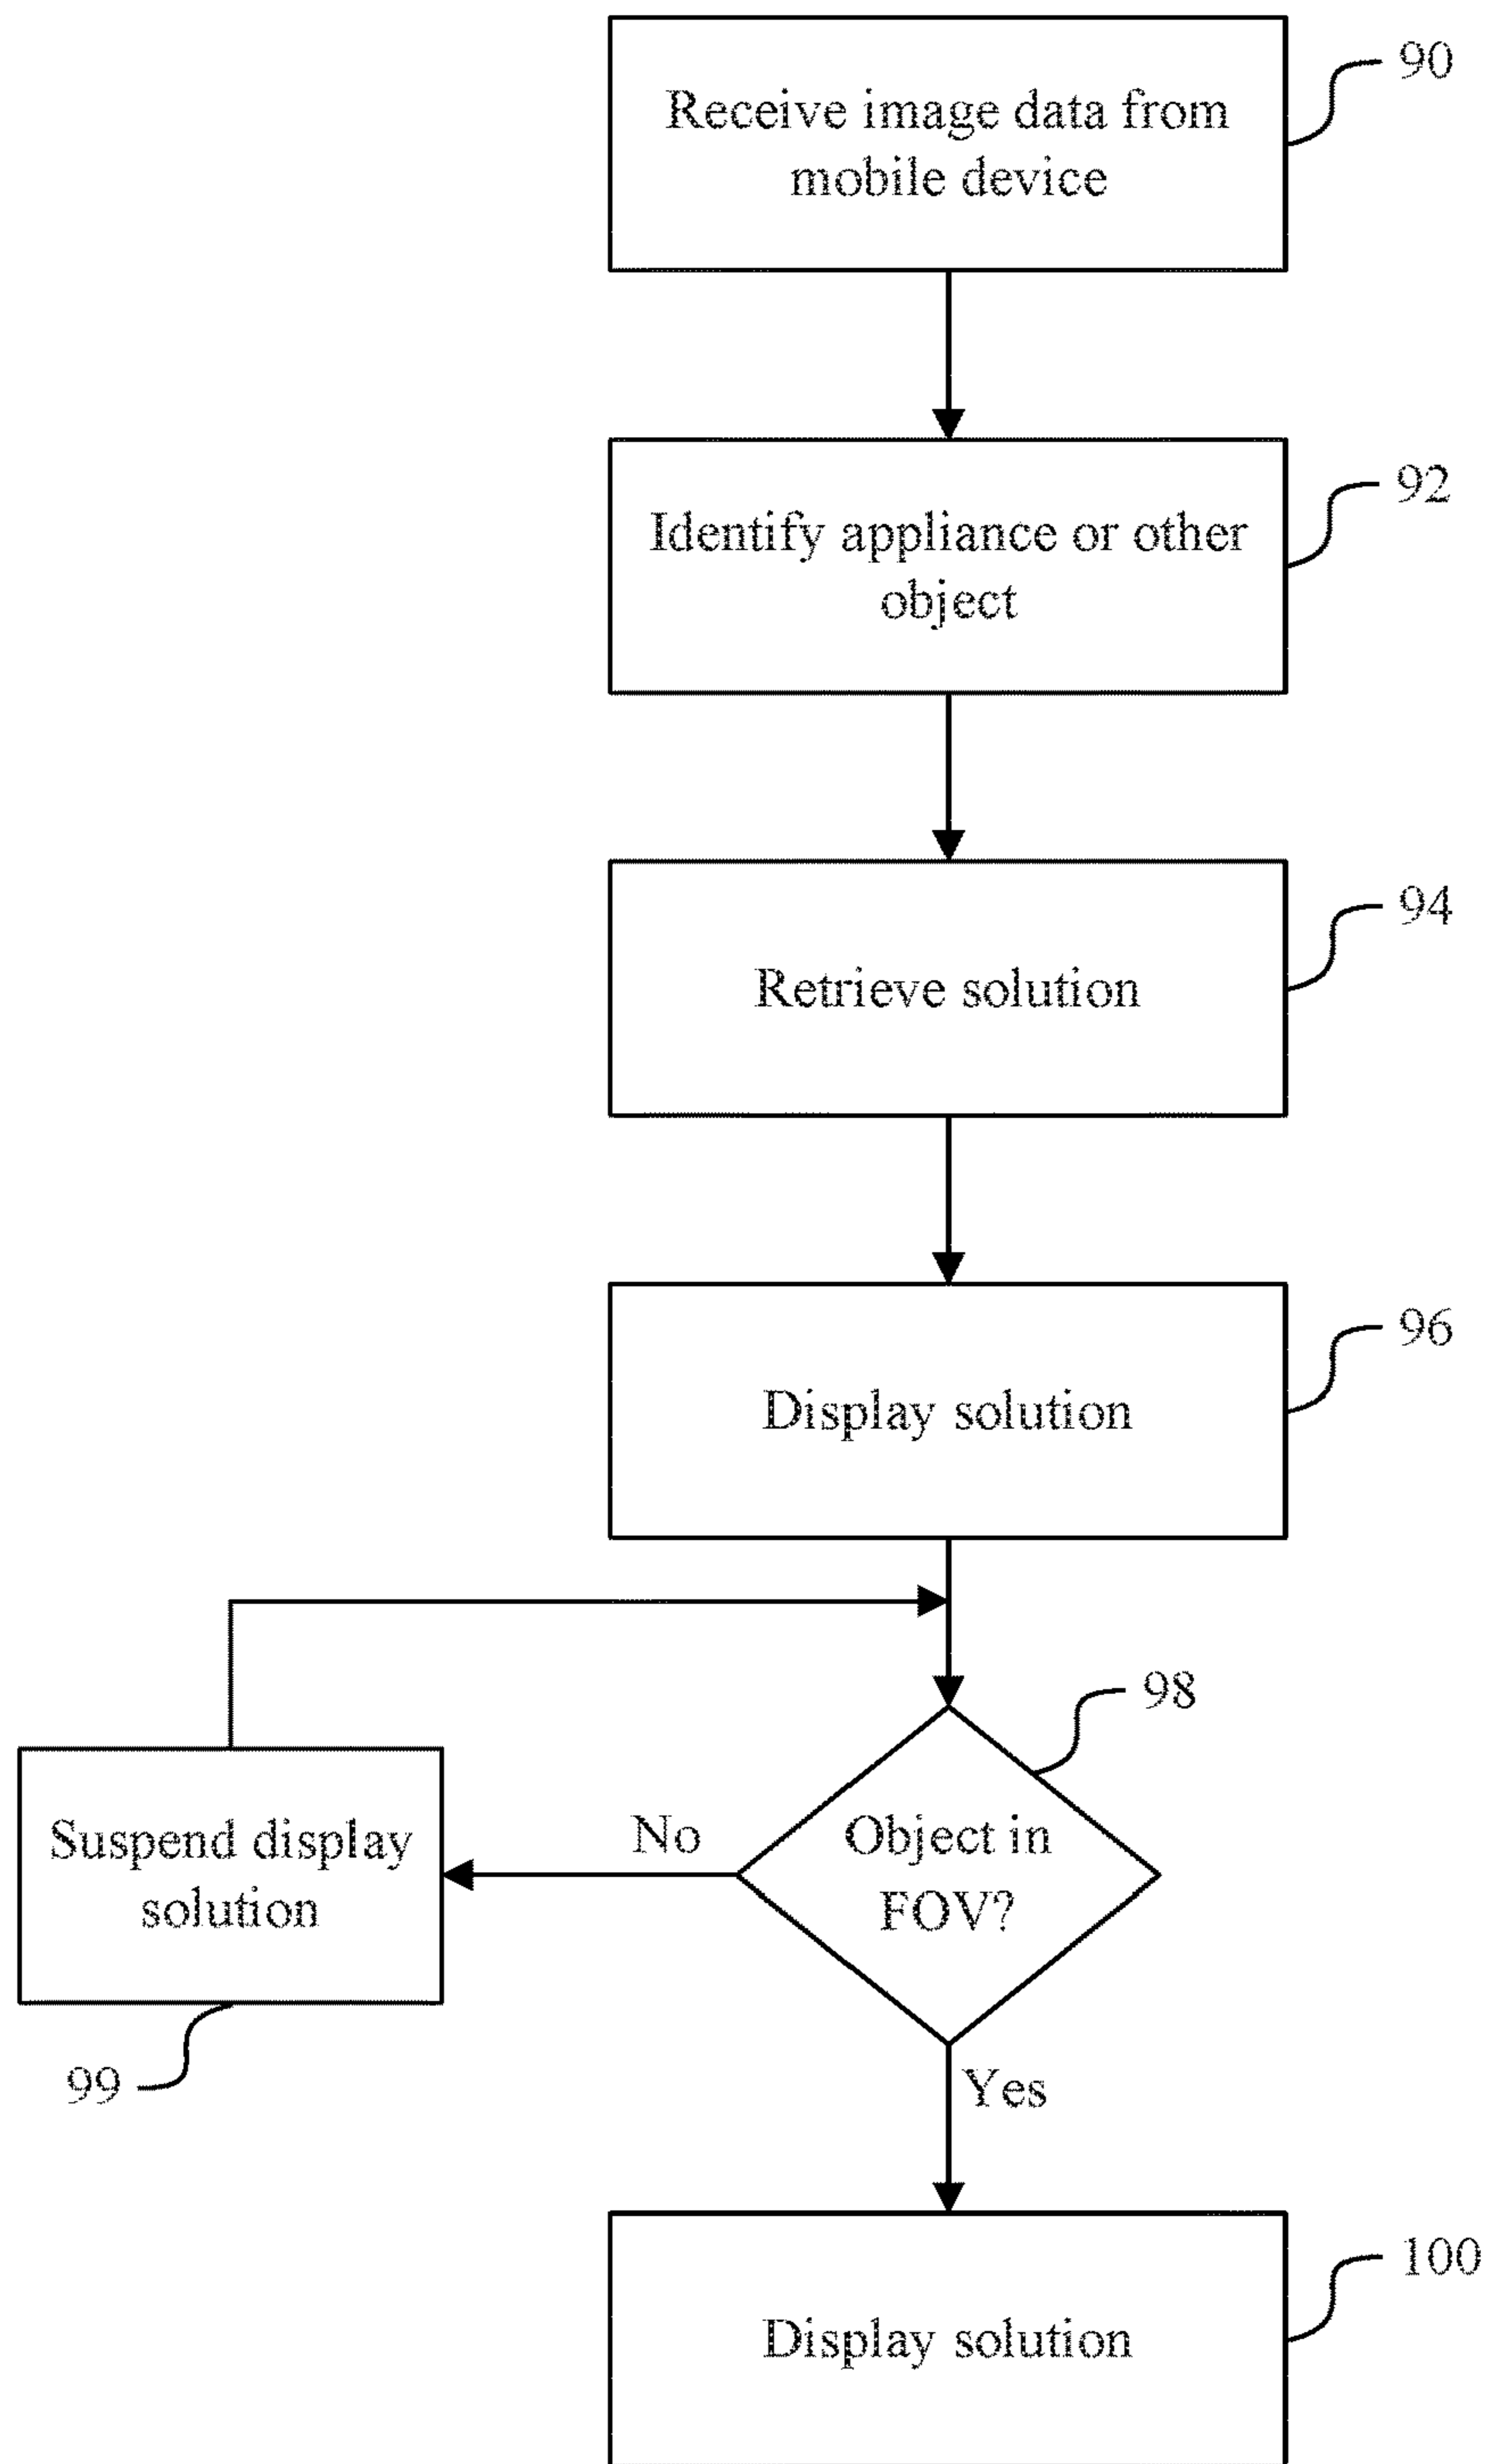 90
Receive image data from
mobile device
92
Identify appliance or other
object
94
Retrieve solution
96
Display solution
98
Object in
FOV?
No
Suspend display
solution
99
Yes
100
Display solution